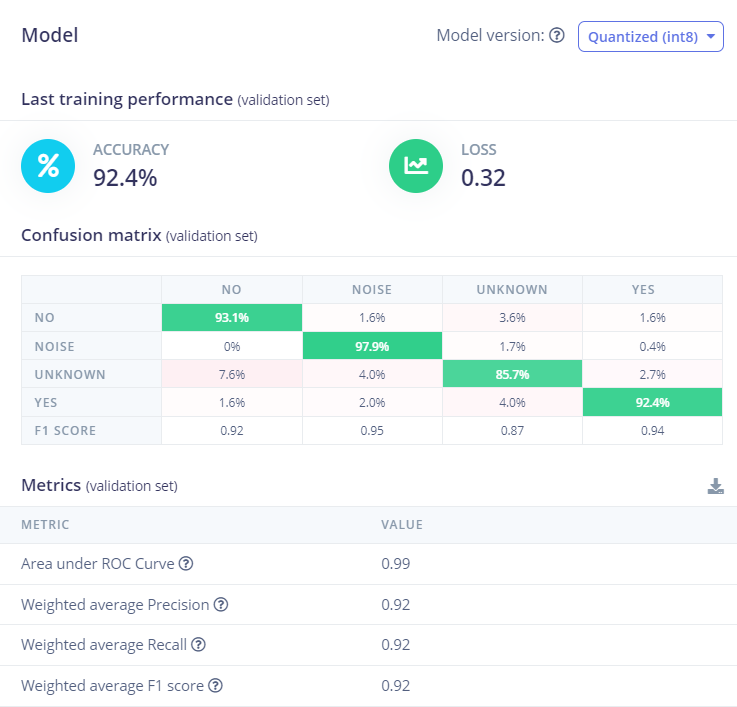 Model
Model version: Quantized (int8)
Last training performance (validation set)
% ACCURACY LOSS
92.4% 0.32
Confusion matrix (validation set)
NO NOISE UNKNOWN YES
NO 93.1% 1.6% 3.6% 1.6%
NOISE 0% 97.9% 1.7% 0.4%
UNKNOWN 7.6% 4.0% 85.7% 2.7%
YES 1.6% 2.0% 4.0% 92.4%
F1 SCORE 0.92 0.95 0.87 0.94
Metrics (validation set)
METRIC VALUE
Area under ROC Curve 0.99
Weighted average Precision 0.92
Weighted average Recall 0.92
Weighted average F1 score 0.92